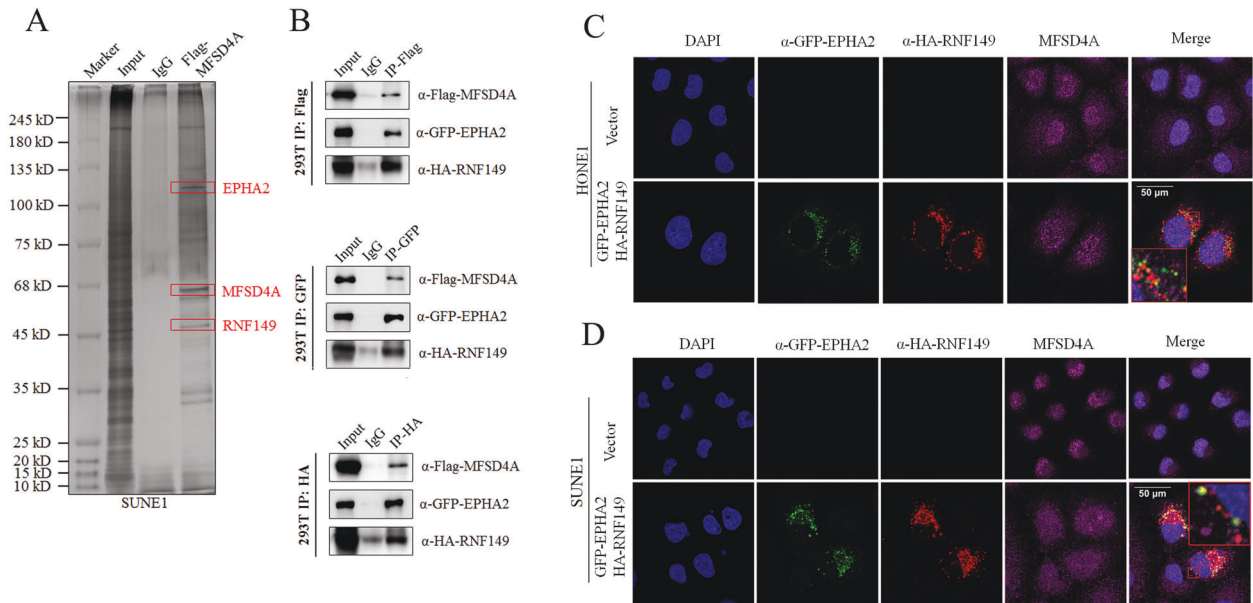 A
Marker
Input
IgG
Flag-
MFSD4A
245 kD
180 kD
135 kD
100 kD
75 kD
68 kD
45 kD
35 kD
25 kD
20 kD
15 kD
10 kD
EPHA2
MFSD4A
RNF149
SUNE1
B
Input
IgG
IP-Flag
293T IP: Flag
α-Flag-MFSD4A
α-GFP-EPHA2
α-HA-RNF149
Input
IgG
IP-GFP
293T IP: GFP
α-Flag-MFSD4A
α-GFP-EPHA2
α-HA-RNF149
Input
IgG
IP-HA
293T IP: HA
α-Flag-MFSD4A
α-GFP-EPHA2
α-HA-RNF149
C
DAPI
α-GFP-EPHA2
α-HA-RNF149
MFSD4A
Merge
HONE1
Vector
GFP-EPHA2
HA-RNF149
50 µm
D
DAPI
α-GFP-EPHA2
α-HA-RNF149
MFSD4A
Merge
SUNE1
Vector
GFP-EPHA2
HA-RNF149
50 µm